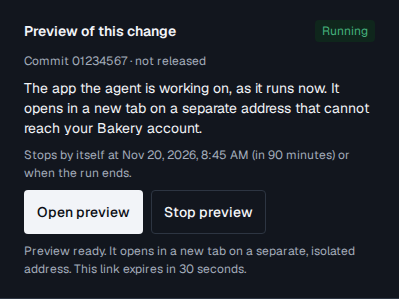 Preview of this change
Running
Commit 01234567 · not released
The app the agent is working on, as it runs now. It
opens in a new tab on a separate address that cannot
reach your Bakery account.
Stops by itself at Nov 20, 2026, 8:45 AM (in 90 minutes) or
when the run ends.
Open preview
Stop preview
Preview ready. It opens in a new tab on a separate, isolated
address. This link expires in 30 seconds.